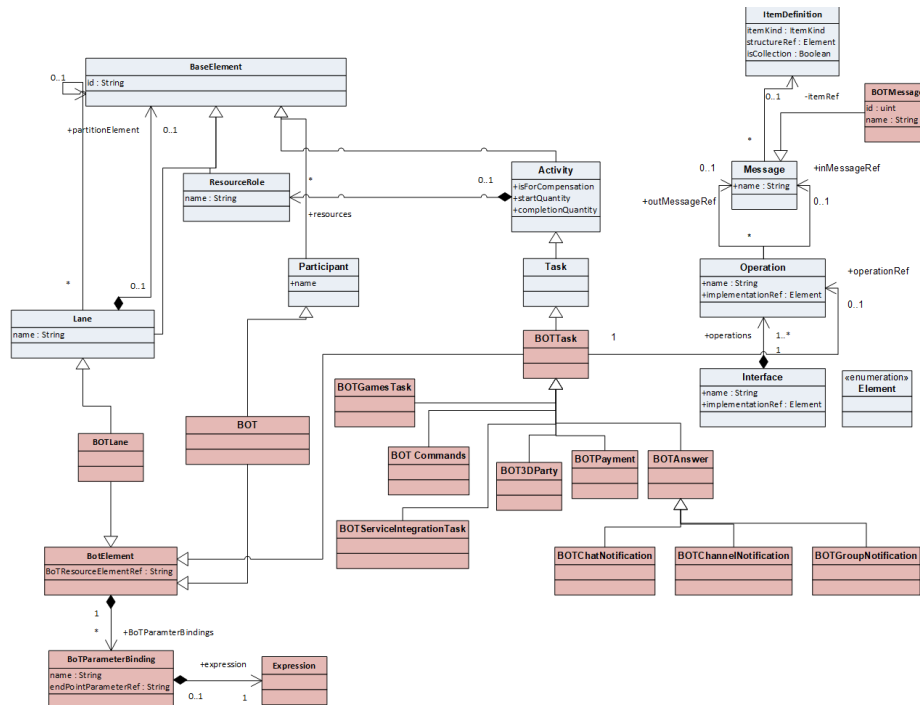 ItemDefinition
itemKind : ItemKind
structureRef : Element
isCollection : Boolean
BaseElement
id : String
0..1
+partitionElement
0..1
0..1
-itemRef
BOTMessage
id : uint
name : String
*
ResourceRole
name : String
*
0..1
+resources
Activity
+isForCompensation
+startQuantity
+completionQuantity
0..1
Message
+name : String
+inMessageRef
+outMessageRef
0..1
*
Participant
+name
Task
Operation
+name : String
+implementationRef : Element
+operationRef
0..1
*
0..1
Lane
name : String
BOTTask
1
+operations
1..*
1
Interface
+name : String
+implementationRef : Element
«enumeration»
Element
BOTGamesTask
BOT
BOTLane
BOT Commands
BOT3DParty
BOTPayment
BOTAnswer
BOTServiceIntegrationTask
BotElement
BoTResourceElementRef : String
BOTChatNotification
BOTChannelNotification
BOTGroupNotification
1
*
+BoTParamterBindings
BoTParameterBinding
name : String
endPointParameterRef : String
+expression
0..1
1
Expression